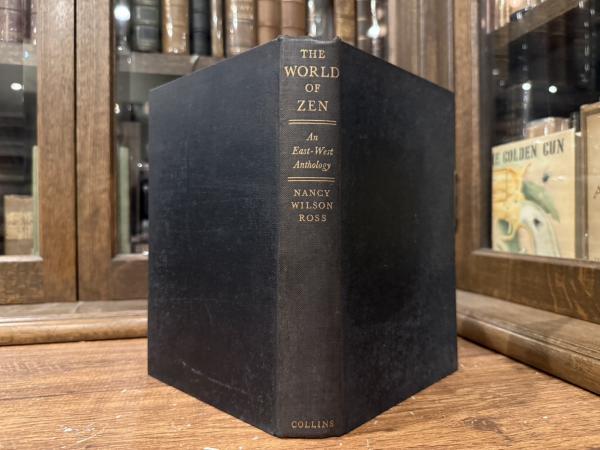 THE
WORLD
OF
ZEN
An
East-West
Anthology
NANCY
WILSON
ROSS
COLLINS
E GOLDEN GUN